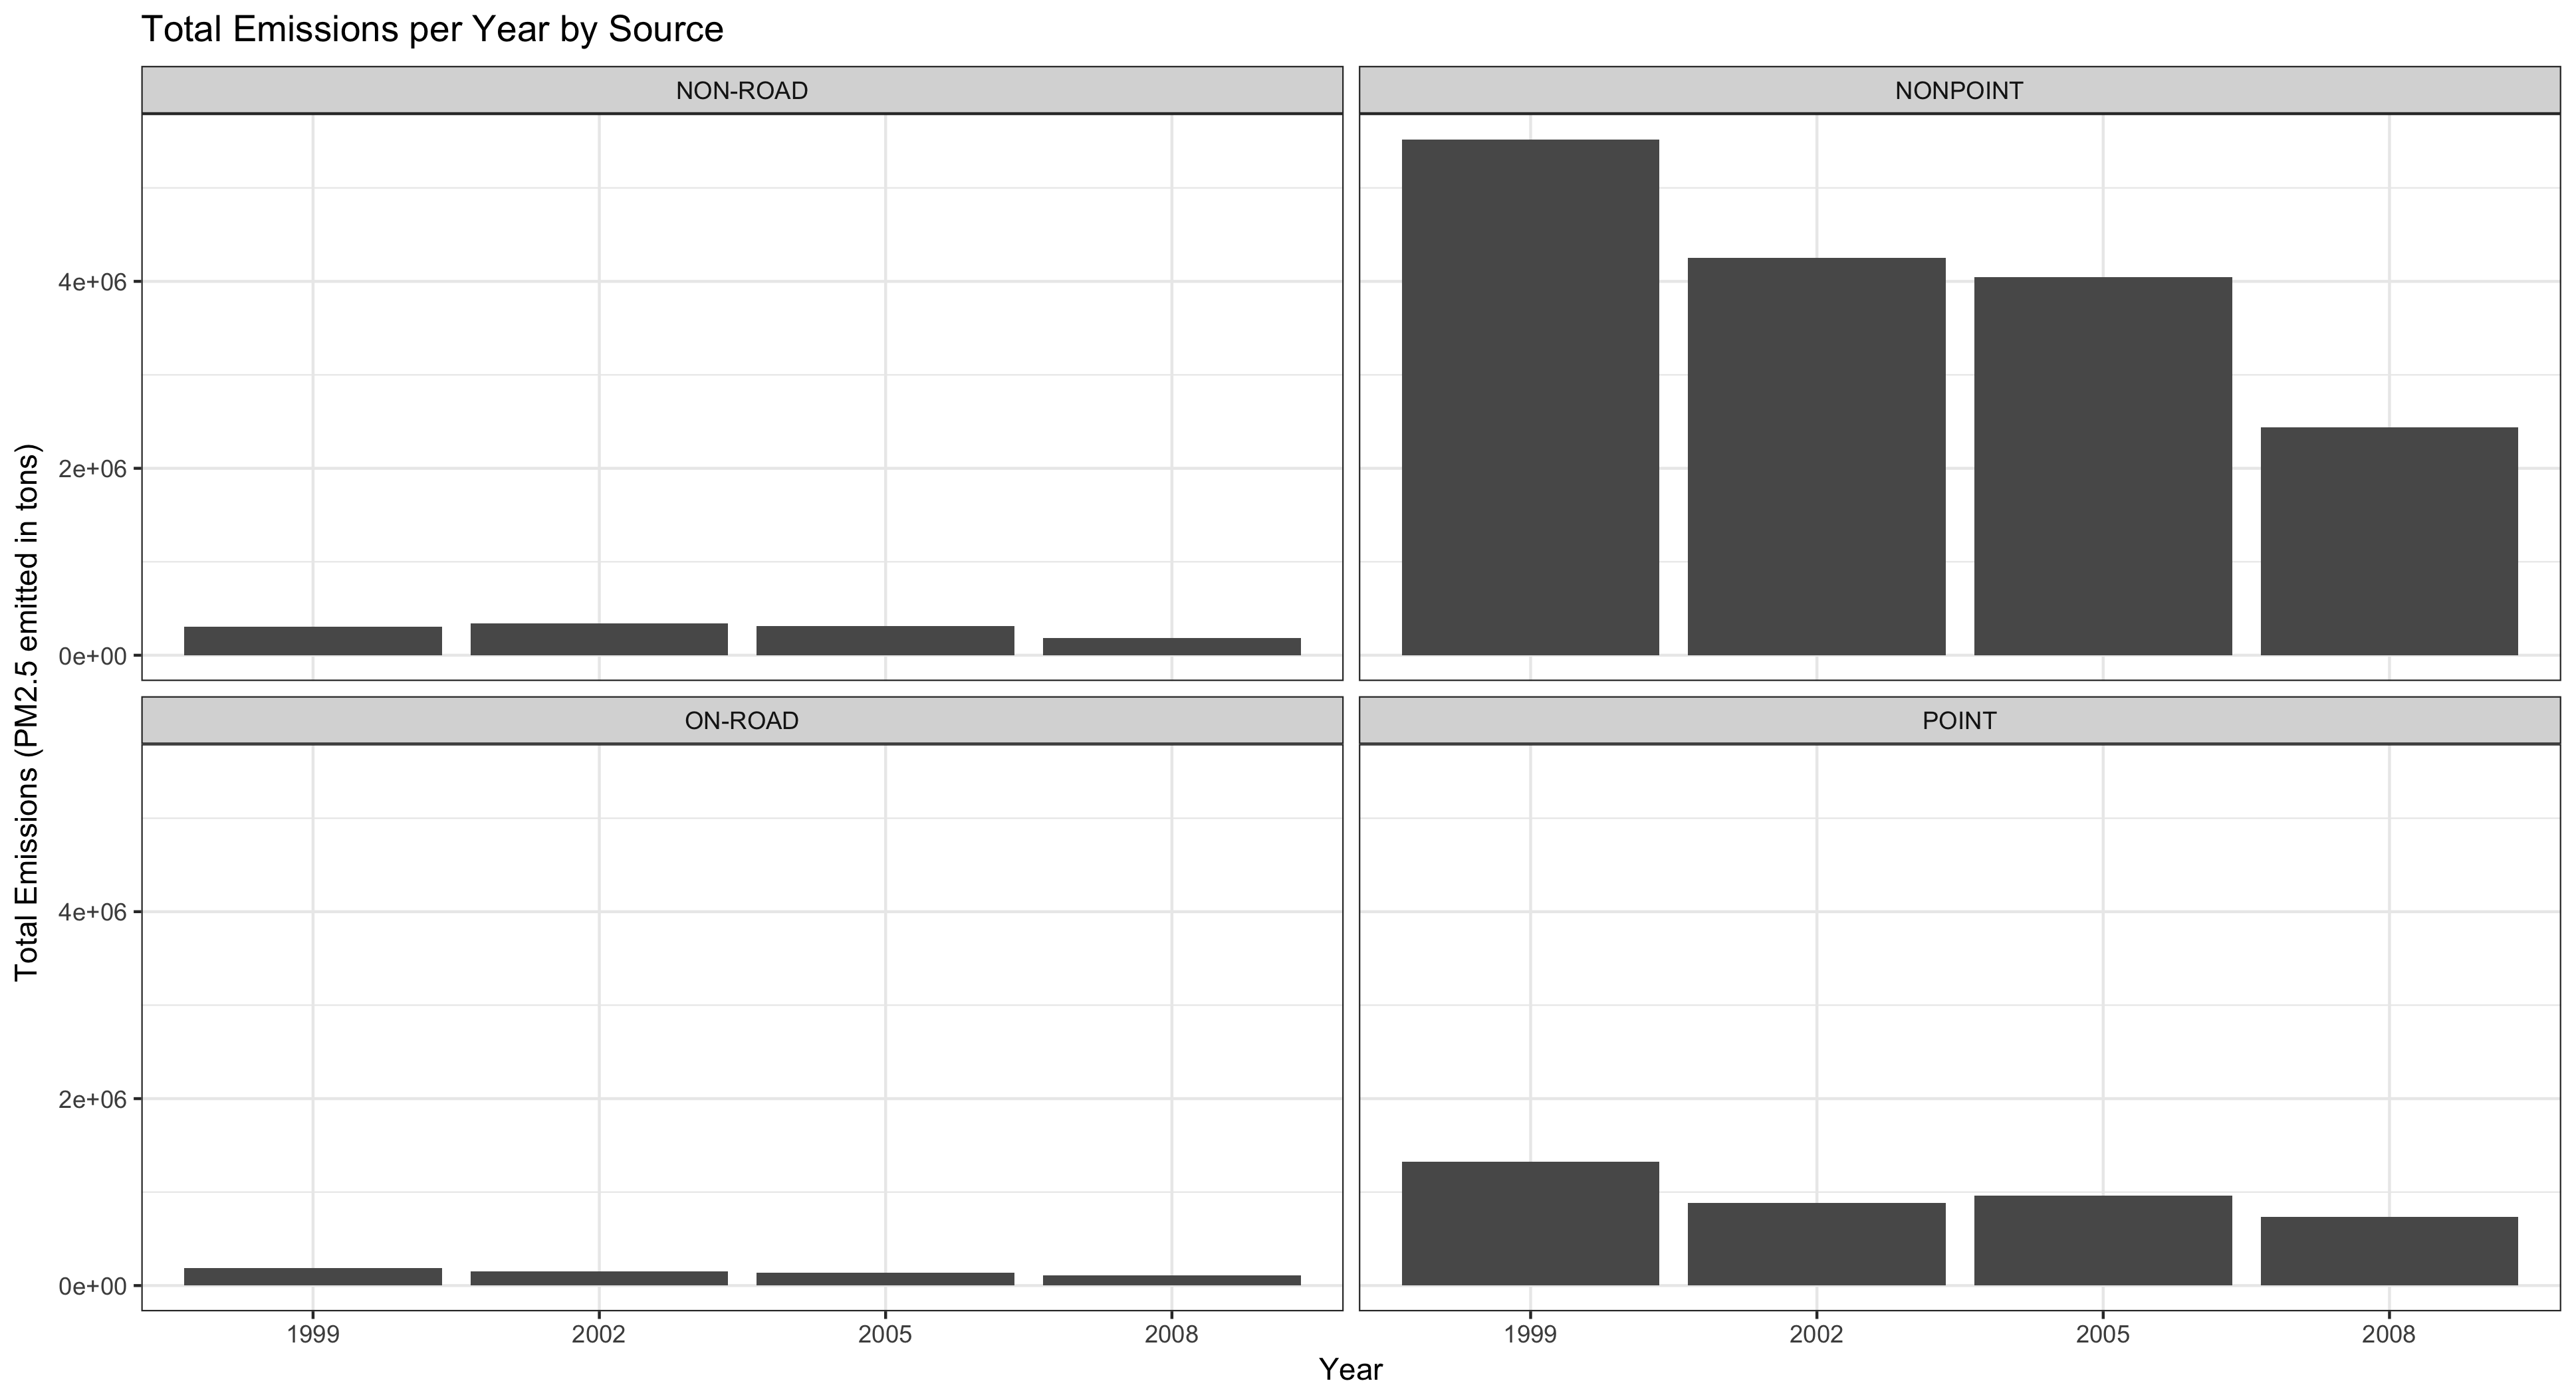 Total Emissions per Year by Source
NON-ROAD
NONPOINT
4e+06
2e+06
0e+00
ON-ROAD
POINT
4e+06
2e+06
0e+00
1999 2002 2005 2008
1999 2002 2005 2008
Year
Total Emissions (PM2.5 emitted in tons)